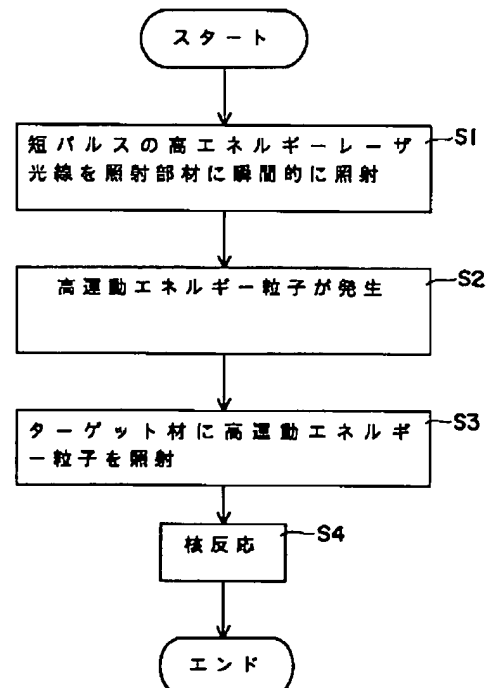 スタート
短パルスの高エネルギーレーザ
光線を照射部材に瞬間的に照射
S1
高運動エネルギー粒子が発生
S2
ターゲット材に高運動エネルギ
ー粒子を照射
S3
核反応
S4
エンド